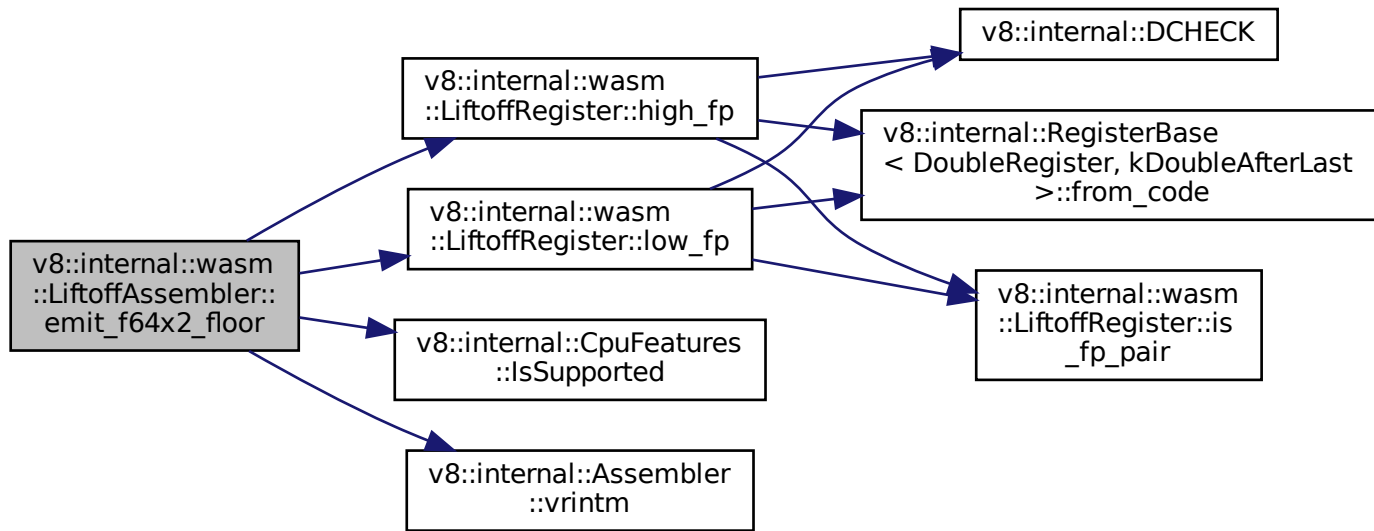 v8::internal::wasm
::LiftoffAssembler::
emit_f64x2_floor
v8::internal::wasm
::LiftoffRegister::high_fp
v8::internal::wasm
::LiftoffRegister::low_fp
v8::internal::CpuFeatures
::IsSupported
v8::internal::Assembler
::vrintm
v8::internal::DCHECK
v8::internal::RegisterBase
< DoubleRegister, kDoubleAfterLast
>::from_code
v8::internal::wasm
::LiftoffRegister::is
_fp_pair